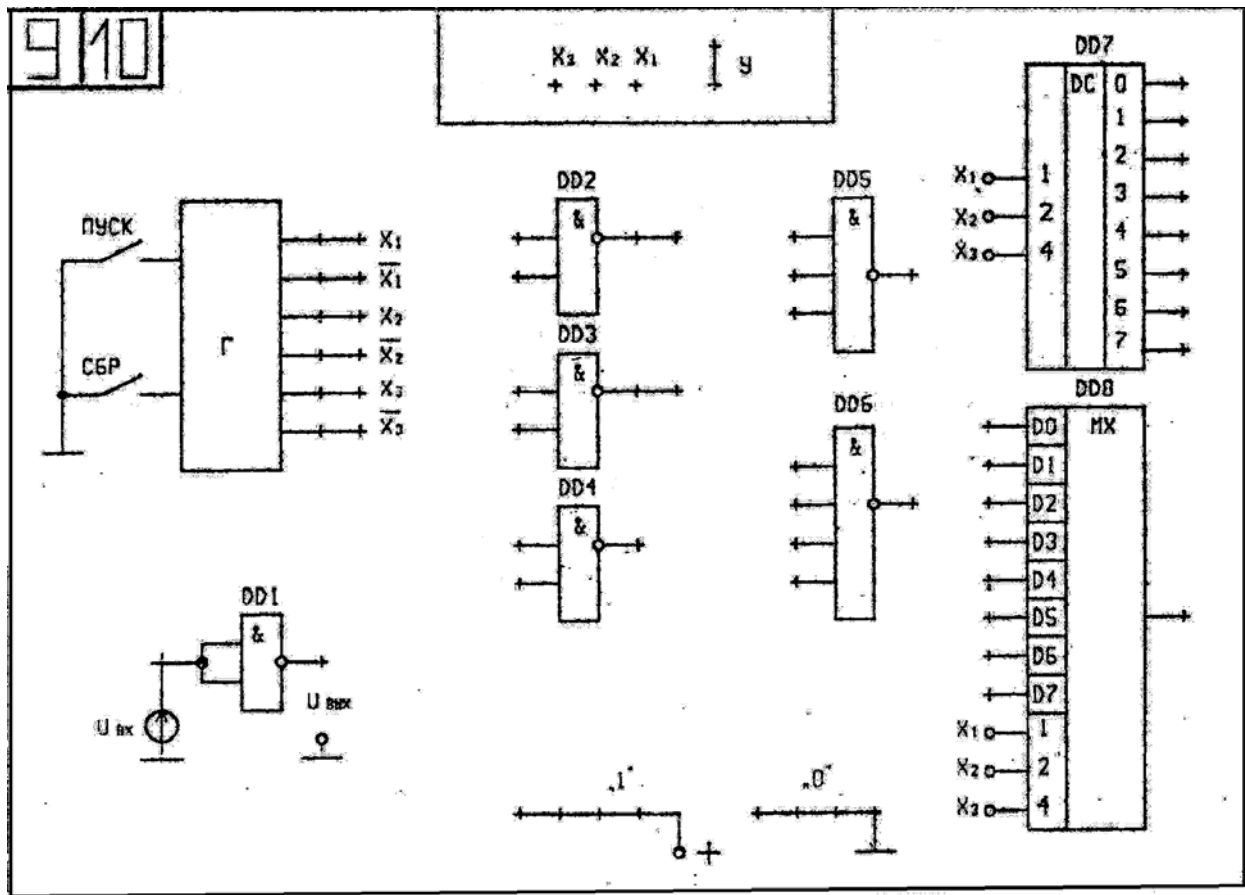 9 10
X3 X2 X1 y
DD7
DC
0
1
2
3
4
5
6
7
X1 1
X2 2
X3 4
ПУСК
СБР
Г
X1
X̅1
X2
X̅2
X3
X̅3
DD2
&
DD3
&
DD4
&
DD5
&
DD6
&
DD8
MX
D0
D1
D2
D3
D4
D5
D6
D7
X1 1
X2 2
X3 4
DD1
&
U вх
U вых
„1" „0"
+